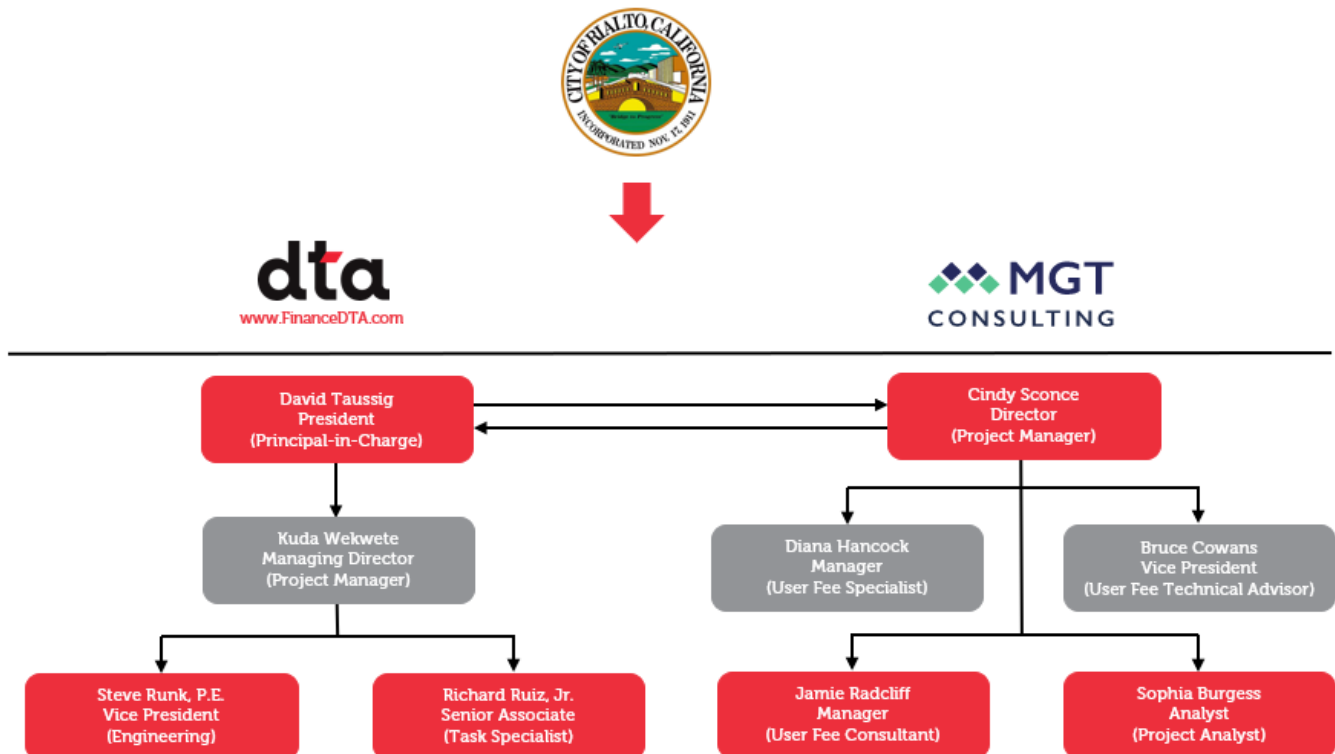 CITY OF RIALTO, CALIFORNIA
"Bridge to Progress"
INCORPORATED NOV. 17, 1911
dta
www.FinanceDTA.com
MGT
CONSULTING
David Taussig
President
(Principal-in-Charge)
Cindy Sconce
Director
(Project Manager)
Kuda Wekwete
Managing Director
(Project Manager)
Diana Hancock
Manager
(User Fee Specialist)
Bruce Cowans
Vice President
(User Fee Technical Advisor)
Steve Runk, P.E.
Vice President
(Engineering)
Richard Ruiz, Jr.
Senior Associate
(Task Specialist)
Jamie Radcliff
Manager
(User Fee Consultant)
Sophia Burgess
Analyst
(Project Analyst)